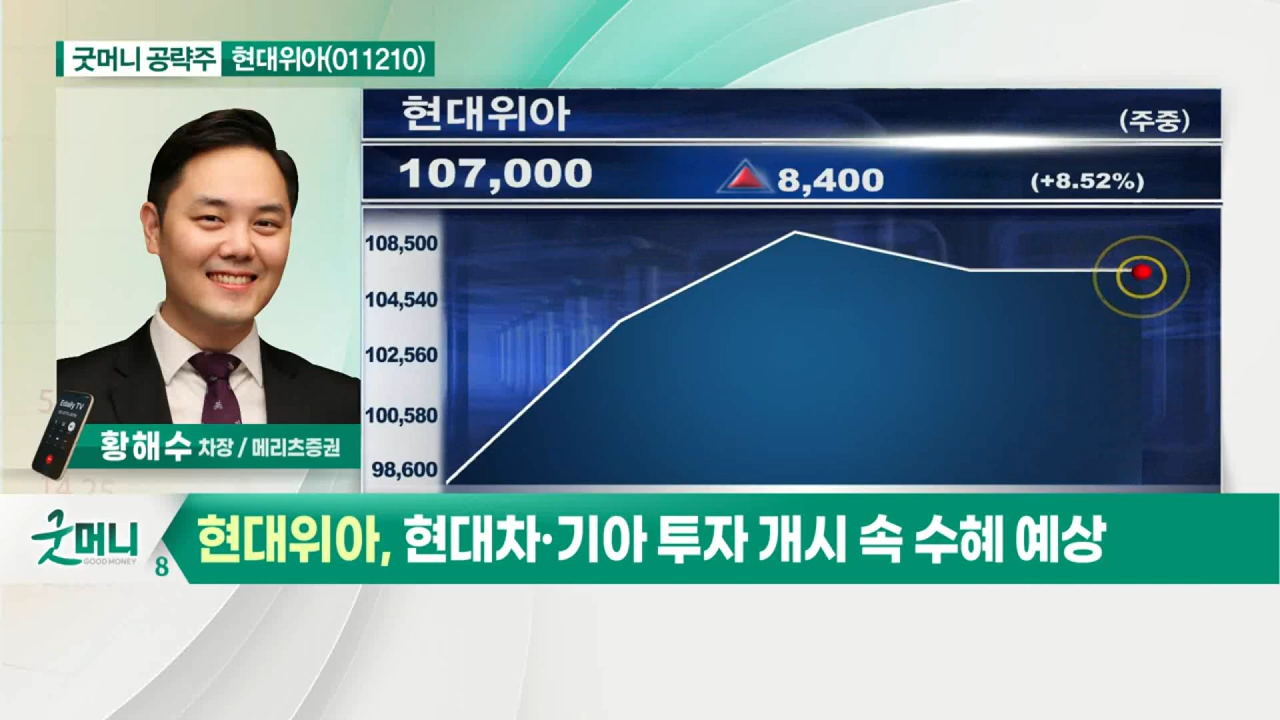 굿머니 공략주 현대위아(011210)
현대위아
(주중)
107,000 8,400 (+8.52%)
108,500
104,540
102,560
100,580
98,600
Edaily TV
황해수 차장 / 메리츠증권
굿머니
GOOD MONEY
8
현대위아, 현대차·기아 투자 개시 속 수혜 예상